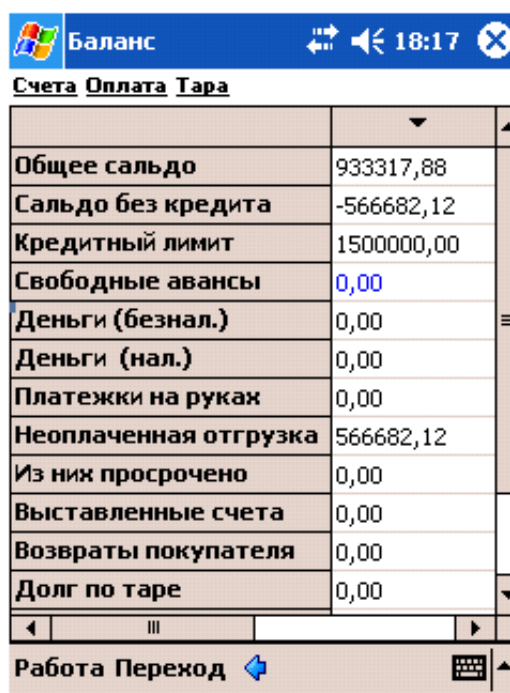 Баланс 18:17
Счета Оплата Тара
Общее сальдо 933317,88
Сальдо без кредита -566682,12
Кредитный лимит 1500000,00
Свободные авансы 0,00
Деньги (безнал.) 0,00
Деньги (нал.) 0,00
Платежки на руках 0,00
Неоплаченная отгрузка 566682,12
Из них просрочено 0,00
Выставленные счета 0,00
Возвраты покупателя 0,00
Долг по таре 0,00
Работа Переход